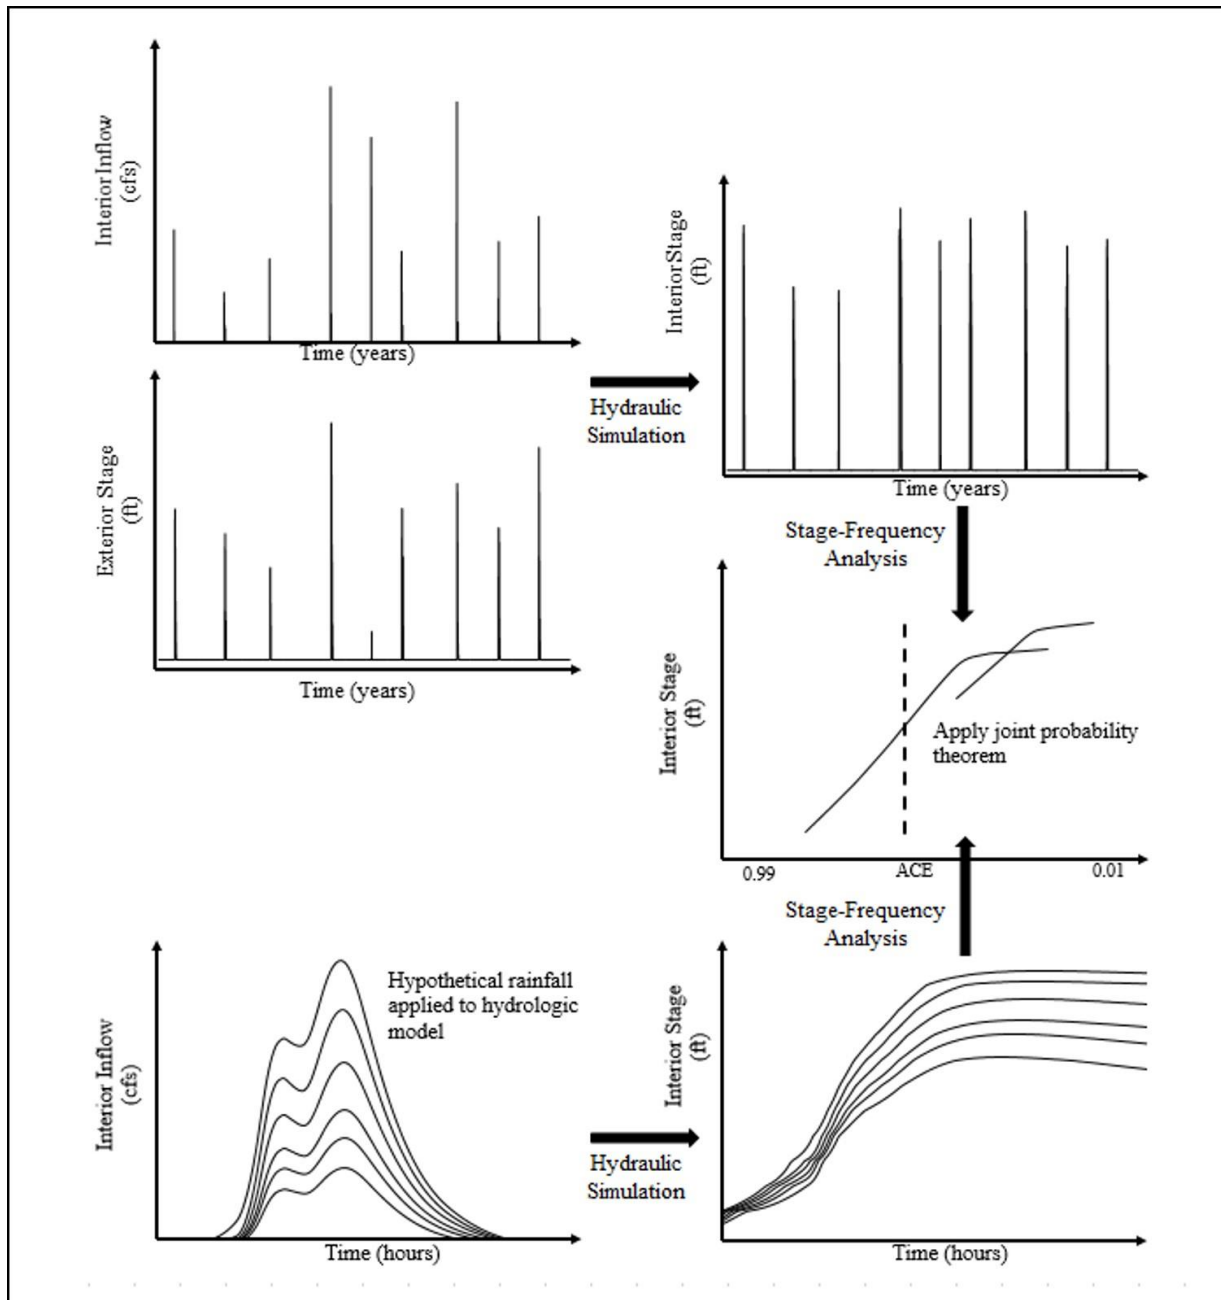 Interior Inflow
(cfs)
Time (years)
Exterior Stage
(ft)
Time (years)
Hydraulic
Simulation
Interior Stage
(ft)
Time (years)
Stage-Frequency
Analysis
Interior Stage
(ft)
Apply joint probability
theorem
0.99
ACE
0.01
Stage-Frequency
Analysis
Interior Inflow
(cfs)
Hypothetical rainfall
applied to hydrologic
model
Time (hours)
Hydraulic
Simulation
Interior Stage
(ft)
Time (hours)